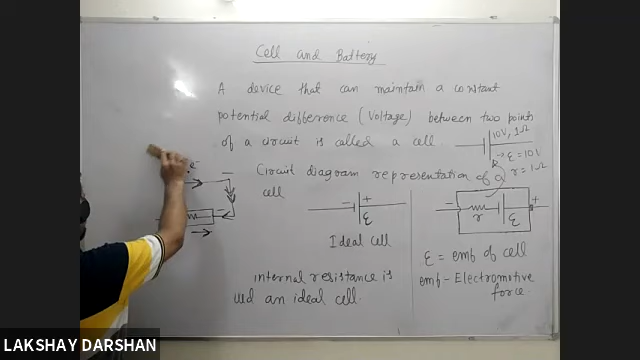 Cell and Battery
A device that can maintain a constant
potential difference (Voltage) between two points
of a circuit is called a cell
10V, 1Ω
ε = 10V
r = 1Ω
e⁻
Circuit diagram representation of a
cell
− + ε
Ideal cell
− r ε +
ε = emf of cell
emf - Electromotive
force.
internal resistance is
an ideal cell.
LAKSHAY DARSHAN